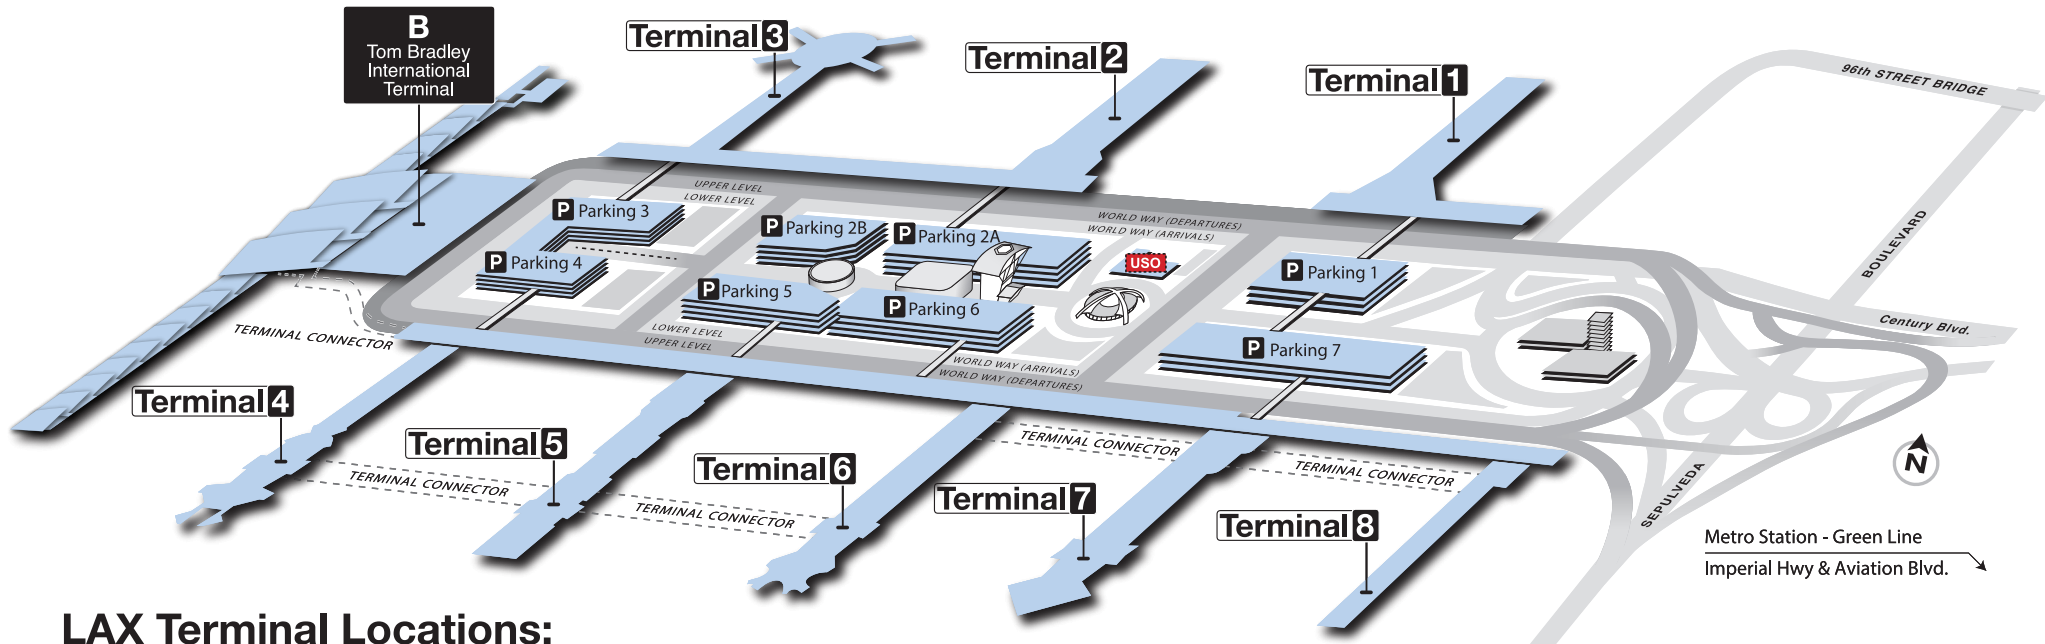 B
Tom Bradley
International
Terminal
Terminal 3
Terminal 2
Terminal 1
96th STREET BRIDGE
BOULEVARD
UPPER LEVEL
LOWER LEVEL
WORLD WAY (DEPARTURES)
WORLD WAY (ARRIVALS)
P Parking 3
P Parking 2B
P Parking 2A
USO
P Parking 4
P Parking 1
P Parking 5
P Parking 6
P Parking 7
Century Blvd.
TERMINAL CONNECTOR
LOWER LEVEL
UPPER LEVEL
WORLD WAY (ARRIVALS)
WORLD WAY (DEPARTURES)
Terminal 4
Terminal 5
Terminal 6
Terminal 7
Terminal 8
TERMINAL CONNECTOR
TERMINAL CONNECTOR
TERMINAL CONNECTOR
TERMINAL CONNECTOR
SEPULVEDA
N
Metro Station - Green Line
Imperial Hwy & Aviation Blvd.
LAX Terminal Locations: